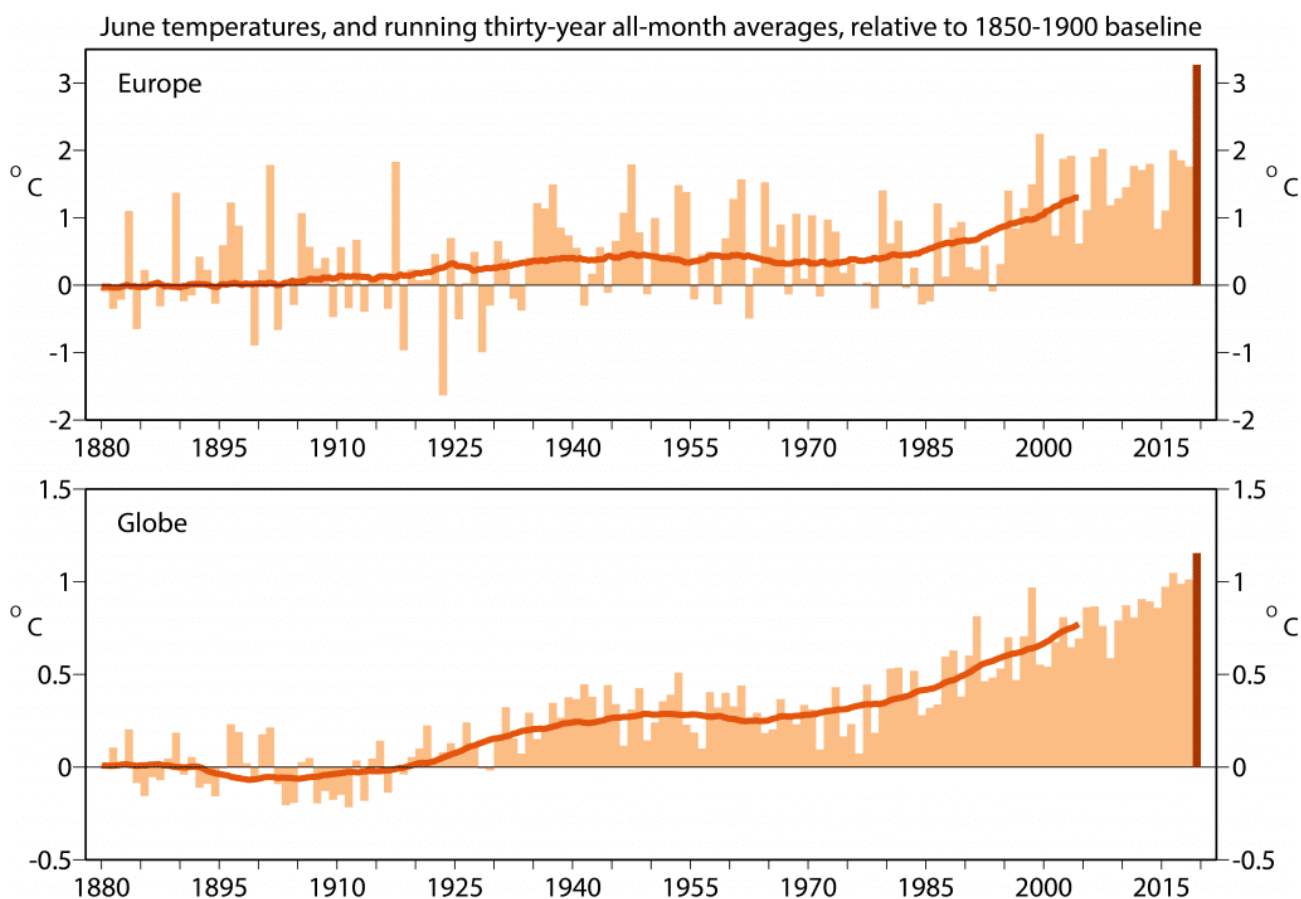 June temperatures, and running thirty-year all-month averages, relative to 1850-1900 baseline
Europe
3 3
2 2
°C °C
1 1
0 0
-1 -1
-2 -2
1880 1895 1910 1925 1940 1955 1970 1985 2000 2015
1.5 1.5
Globe
1 1
°C °C
0.5 0.5
0 0
-0.5 -0.5
1880 1895 1910 1925 1940 1955 1970 1985 2000 2015